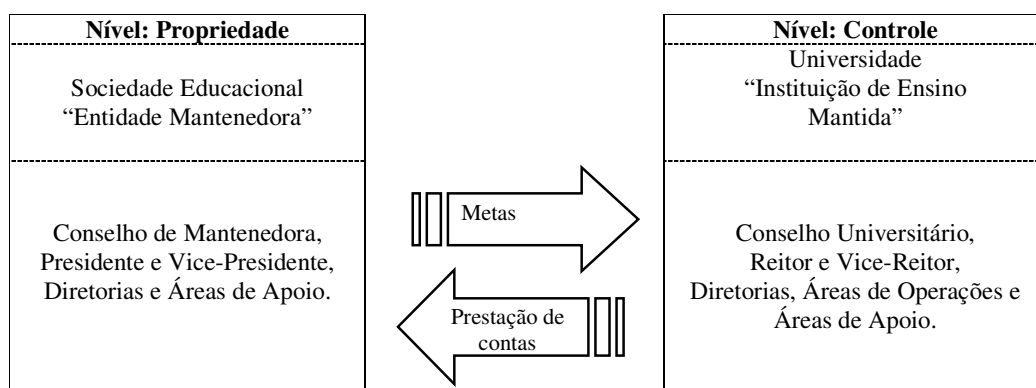 Nível: Propriedade
Sociedade Educacional
“Entidade Mantenedora”
Conselho de Mantenedora,
Presidente e Vice-Presidente,
Diretorias e Áreas de Apoio.
Metas
Prestação de
contas
Nível: Controle
Universidade
“Instituição de Ensino
Mantida”
Conselho Universitário,
Reitor e Vice-Reitor,
Diretorias, Áreas de Operações e
Áreas de Apoio.